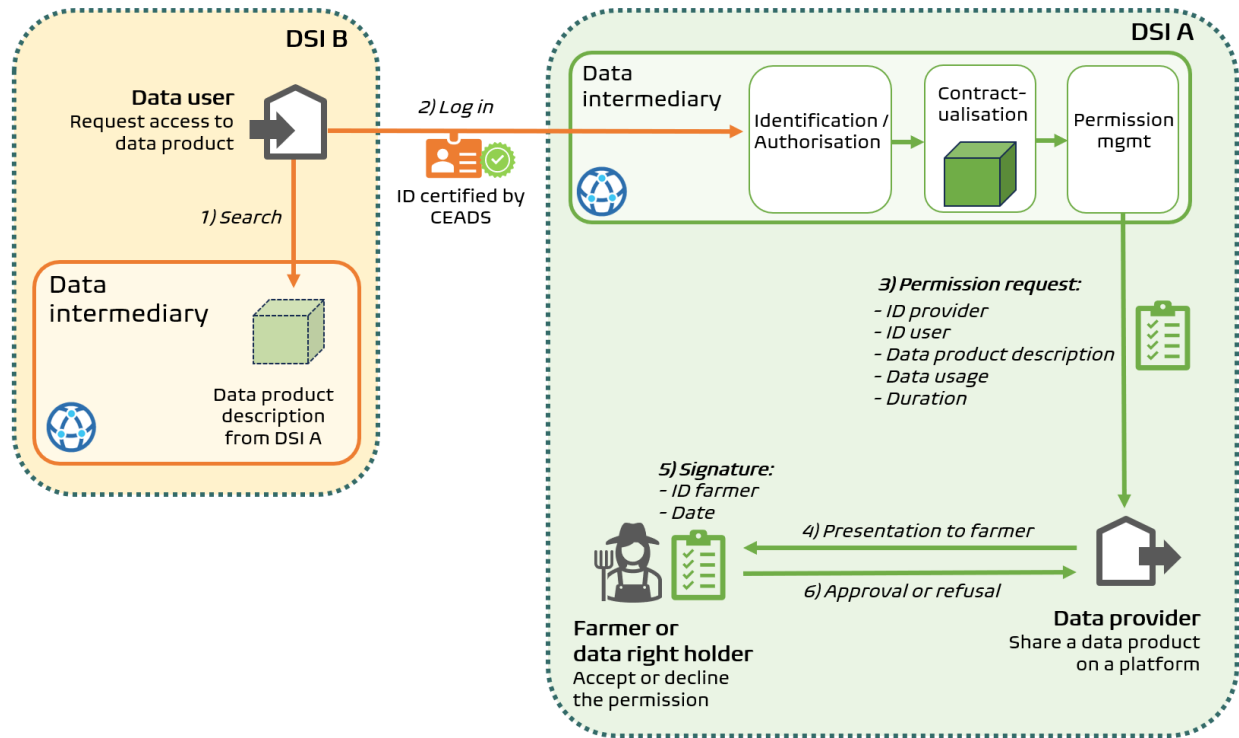 DSI B
Data user
Request access to
data product
1) Search
Data
intermediary
Data product
description
from DSI A
2) Log in
ID certified by
CEADS
DSI A
Data
intermediary
Identification /
Authorisation
Contract-
ualisation
Permission
mgmt
3) Permission request:
- ID provider
- ID user
- Data product description
- Data usage
- Duration
5) Signature:
- ID farmer
- Date
4) Presentation to farmer
6) Approval or refusal
Farmer or
data right holder
Accept or decline
the permission
Data provider
Share a data product
on a platform